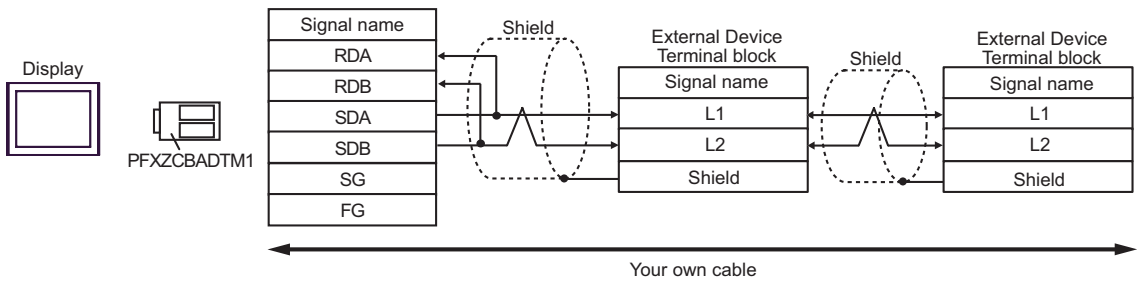 Display
PFXZCBADTM1
Signal name
RDA
RDB
SDA
SDB
SG
FG
Shield
External Device
Terminal block
Signal name
L1
L2
Shield
Shield
External Device
Terminal block
Signal name
L1
L2
Shield
Your own cable